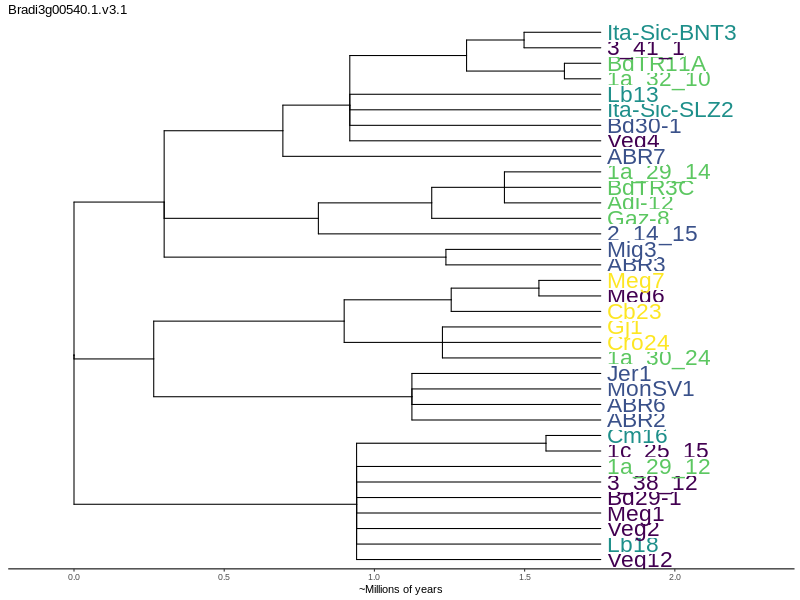 Bradi3g00540.1.v3.1
Ita-Sic-BNT3
3_41_1
BdTR11A
1a_32_10
Lb13
Ita-Sic-SLZ2
Bd30-1
Veg4
ABR7
1a_29_14
BdTR3C
Adi-12
Gaz-8
2_14_15
Mig3
ABR3
Meg7
Med6
Cb23
Gj1
Cro24
1a_30_24
Jer1
MonSV1
ABR6
ABR2
Cm16
1c_25_15
1a_29_12
3_38_12
Bd29-1
Meg1
Veg2
Lb18
Veg12
0.0 0.5 1.0 1.5 2.0
~Millions of years